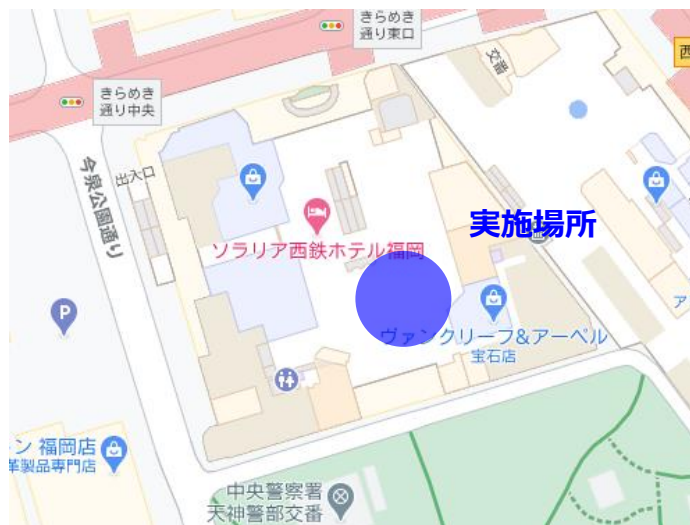 きらめき
通り東口
きらめき
通り中央
交番
西
出入口
今泉公園通り
ソラリア西鉄ホテル福岡
実施場所
P
ア
ヴァンクリーフ&アーペル
宝石店
ン 福岡店
革製品専門店
中央警察署
天神警部交番